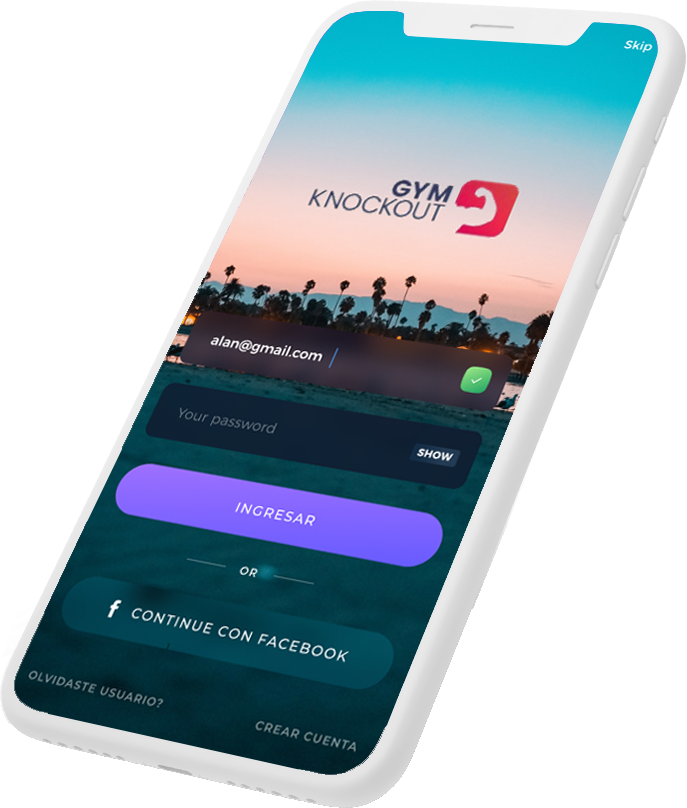 Skip
GYM
KNOCKOUT
alan@gmail.com
Your password
SHOW
INGRESAR
OR
f CONTINUE CON FACEBOOK
OLVIDASTE USUARIO?
CREAR CUENTA